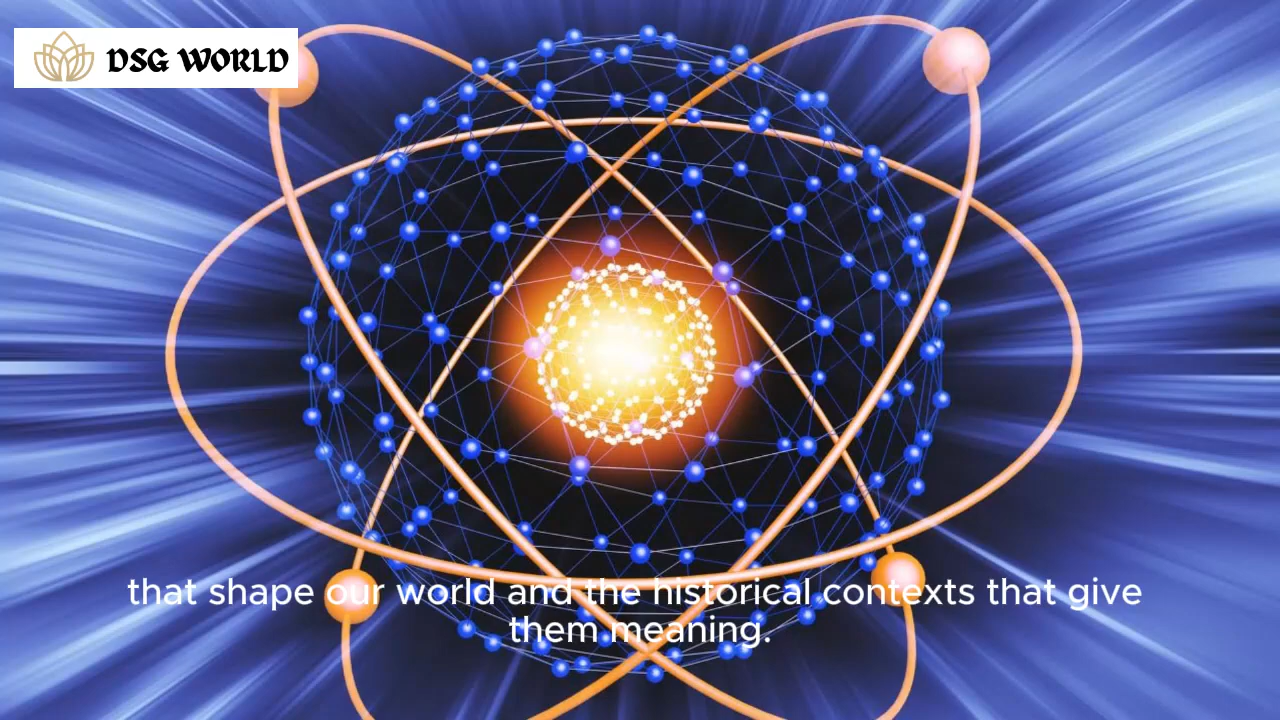 DSG WORLD
that shape our world and the historical contexts that give
them meaning.